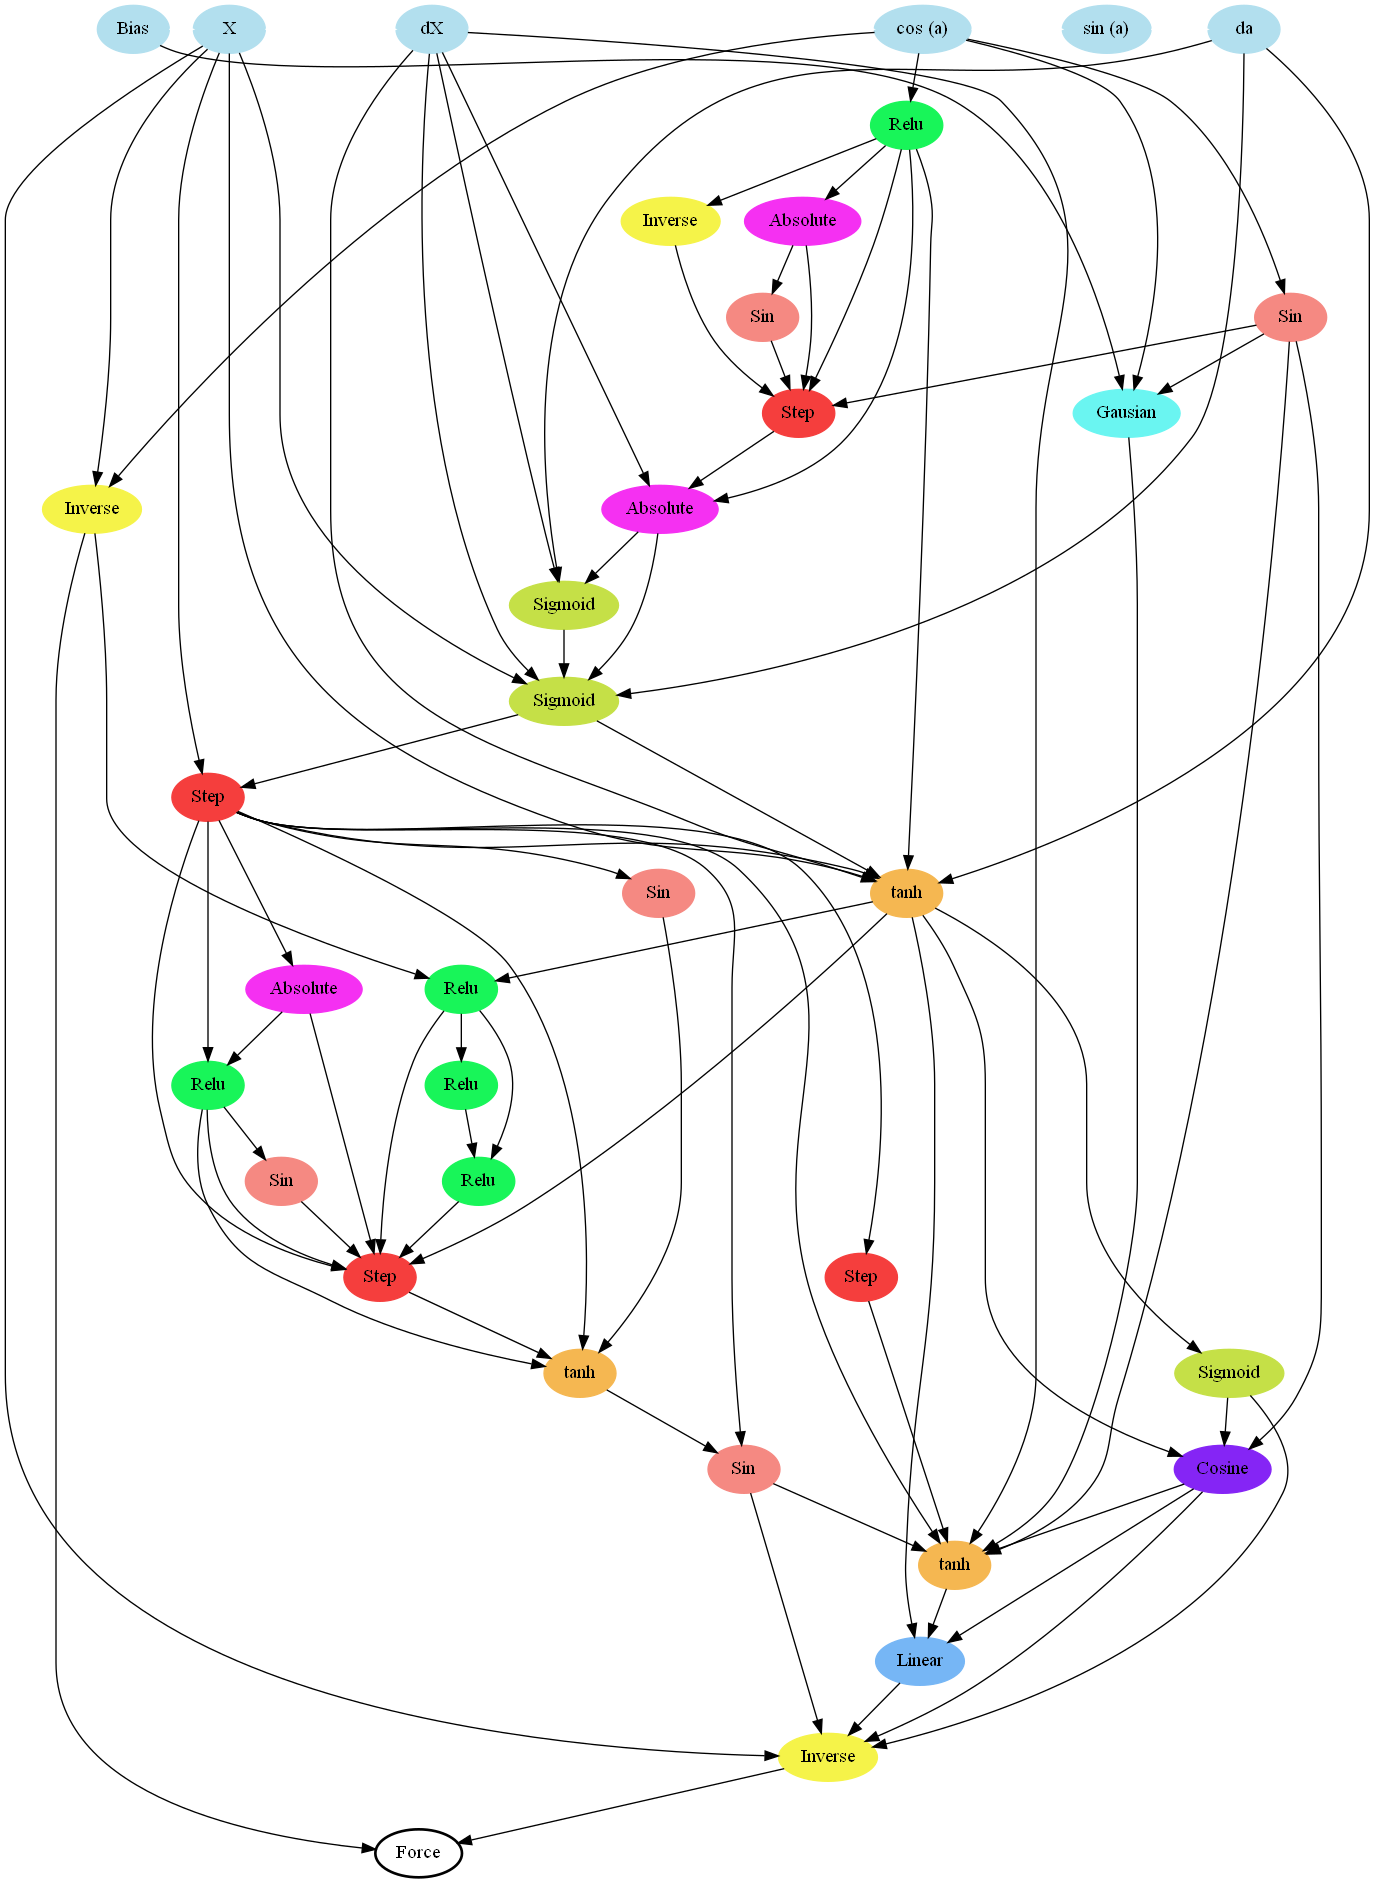 Bias X dX cos (a) sin (a) da
Relu
Inverse Absolute
Sin Sin
Step Gausian
Inverse Absolute
Sigmoid
Sigmoid
Step
Sin tanh
Absolute Relu
Relu Relu
Sin Relu
Step Step
tanh Sigmoid
Sin Cosine
tanh
Linear
Inverse
Force